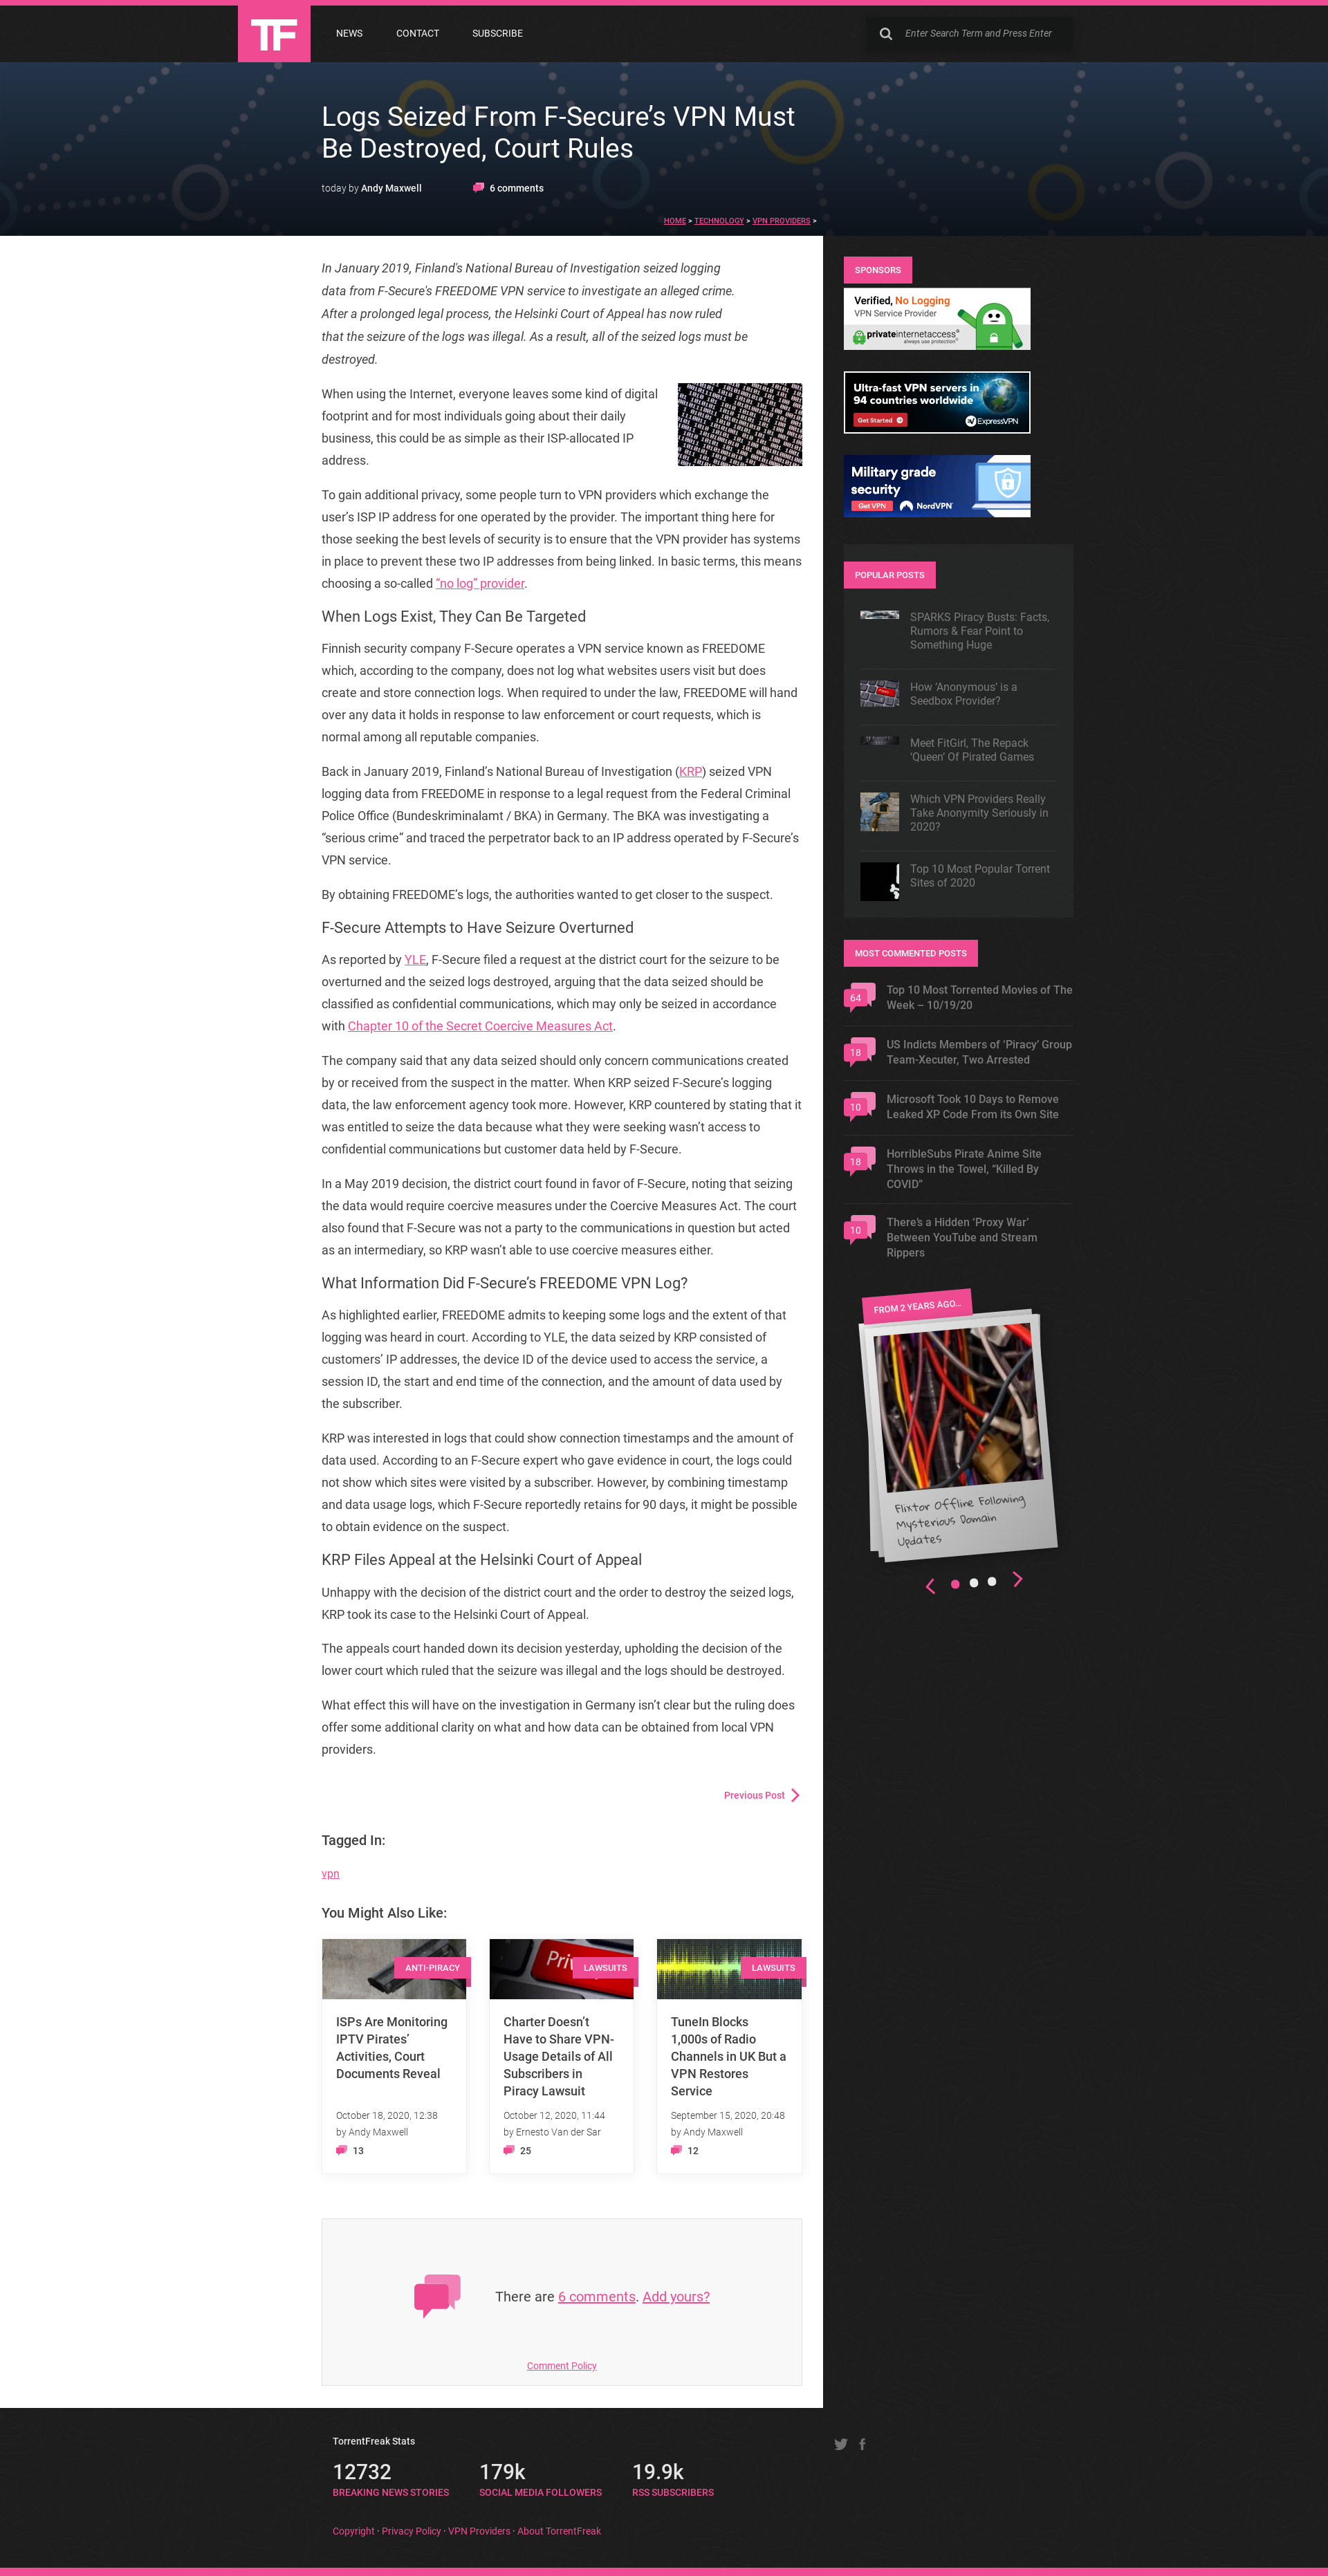 TF
NEWS
CONTACT
SUBSCRIBE
Enter Search Term and Press Enter
Logs Seized From F-Secure’s VPN Must
Be Destroyed, Court Rules
today by Andy Maxwell
6 comments
HOME > TECHNOLOGY > VPN PROVIDERS >
In January 2019, Finland's National Bureau of Investigation seized logging
data from F-Secure's FREEDOME VPN service to investigate an alleged crime.
After a prolonged legal process, the Helsinki Court of Appeal has now ruled
that the seizure of the logs was illegal. As a result, all of the seized logs must be
destroyed.
When using the Internet, everyone leaves some kind of digital
footprint and for most individuals going about their daily
business, this could be as simple as their ISP-allocated IP
address.
To gain additional privacy, some people turn to VPN providers which exchange the
user’s ISP IP address for one operated by the provider. The important thing here for
those seeking the best levels of security is to ensure that the VPN provider has systems
in place to prevent these two IP addresses from being linked. In basic terms, this means
choosing a so-called “no log” provider.
When Logs Exist, They Can Be Targeted
Finnish security company F-Secure operates a VPN service known as FREEDOME
which, according to the company, does not log what websites users visit but does
create and store connection logs. When required to under the law, FREEDOME will hand
over any data it holds in response to law enforcement or court requests, which is
normal among all reputable companies.
Back in January 2019, Finland’s National Bureau of Investigation (KRP) seized VPN
logging data from FREEDOME in response to a legal request from the Federal Criminal
Police Office (Bundeskriminalamt / BKA) in Germany. The BKA was investigating a
“serious crime” and traced the perpetrator back to an IP address operated by F-Secure’s
VPN service.
By obtaining FREEDOME’s logs, the authorities wanted to get closer to the suspect.
F-Secure Attempts to Have Seizure Overturned
As reported by YLE, F-Secure filed a request at the district court for the seizure to be
overturned and the seized logs destroyed, arguing that the data seized should be
classified as confidential communications, which may only be seized in accordance
with Chapter 10 of the Secret Coercive Measures Act.
The company said that any data seized should only concern communications created
by or received from the suspect in the matter. When KRP seized F-Secure’s logging
data, the law enforcement agency took more. However, KRP countered by stating that it
was entitled to seize the data because what they were seeking wasn’t access to
confidential communications but customer data held by F-Secure.
In a May 2019 decision, the district court found in favor of F-Secure, noting that seizing
the data would require coercive measures under the Coercive Measures Act. The court
also found that F-Secure was not a party to the communications in question but acted
as an intermediary, so KRP wasn’t able to use coercive measures either.
What Information Did F-Secure’s FREEDOME VPN Log?
As highlighted earlier, FREEDOME admits to keeping some logs and the extent of that
logging was heard in court. According to YLE, the data seized by KRP consisted of
customers’ IP addresses, the device ID of the device used to access the service, a
session ID, the start and end time of the connection, and the amount of data used by
the subscriber.
KRP was interested in logs that could show connection timestamps and the amount of
data used. According to an F-Secure expert who gave evidence in court, the logs could
not show which sites were visited by a subscriber. However, by combining timestamp
and data usage logs, which F-Secure reportedly retains for 90 days, it might be possible
to obtain evidence on the suspect.
KRP Files Appeal at the Helsinki Court of Appeal
Unhappy with the decision of the district court and the order to destroy the seized logs,
KRP took its case to the Helsinki Court of Appeal.
The appeals court handed down its decision yesterday, upholding the decision of the
lower court which ruled that the seizure was illegal and the logs should be destroyed.
What effect this will have on the investigation in Germany isn’t clear but the ruling does
offer some additional clarity on what and how data can be obtained from local VPN
providers.
Previous Post
Tagged In:
vpn
You Might Also Like:
ANTI-PIRACY
ISPs Are Monitoring
IPTV Pirates’
Activities, Court
Documents Reveal
October 18, 2020, 12:38
by Andy Maxwell
13
LAWSUITS
Charter Doesn’t
Have to Share VPN-
Usage Details of All
Subscribers in
Piracy Lawsuit
October 12, 2020, 11:44
by Ernesto Van der Sar
25
LAWSUITS
TuneIn Blocks
1,000s of Radio
Channels in UK But a
VPN Restores
Service
September 15, 2020, 20:48
by Andy Maxwell
12
There are 6 comments. Add yours?
Comment Policy
SPONSORS
Verified, No Logging
VPN Service Provider
privateinternetaccess®
always use protection®
Ultra-fast VPN servers in
94 countries worldwide
Get Started
ExpressVPN
Military grade
security
Get VPN
NordVPN®
POPULAR POSTS
SPARKS Piracy Busts: Facts,
Rumors & Fear Point to
Something Huge
How ‘Anonymous’ is a
Seedbox Provider?
Meet FitGirl, The Repack
‘Queen’ Of Pirated Games
Which VPN Providers Really
Take Anonymity Seriously in
2020?
Top 10 Most Popular Torrent
Sites of 2020
MOST COMMENTED POSTS
64
Top 10 Most Torrented Movies of The
Week – 10/19/20
18
US Indicts Members of ‘Piracy’ Group
Team-Xecuter, Two Arrested
10
Microsoft Took 10 Days to Remove
Leaked XP Code From its Own Site
18
HorribleSubs Pirate Anime Site
Throws in the Towel, “Killed By
COVID”
10
There’s a Hidden ‘Proxy War’
Between YouTube and Stream
Rippers
FROM 2 YEARS AGO…
Flixtor Offline Following
Mysterious Domain
Updates
TorrentFreak Stats
12732
BREAKING NEWS STORIES
179k
SOCIAL MEDIA FOLLOWERS
19.9k
RSS SUBSCRIBERS
Copyright · Privacy Policy · VPN Providers · About TorrentFreak